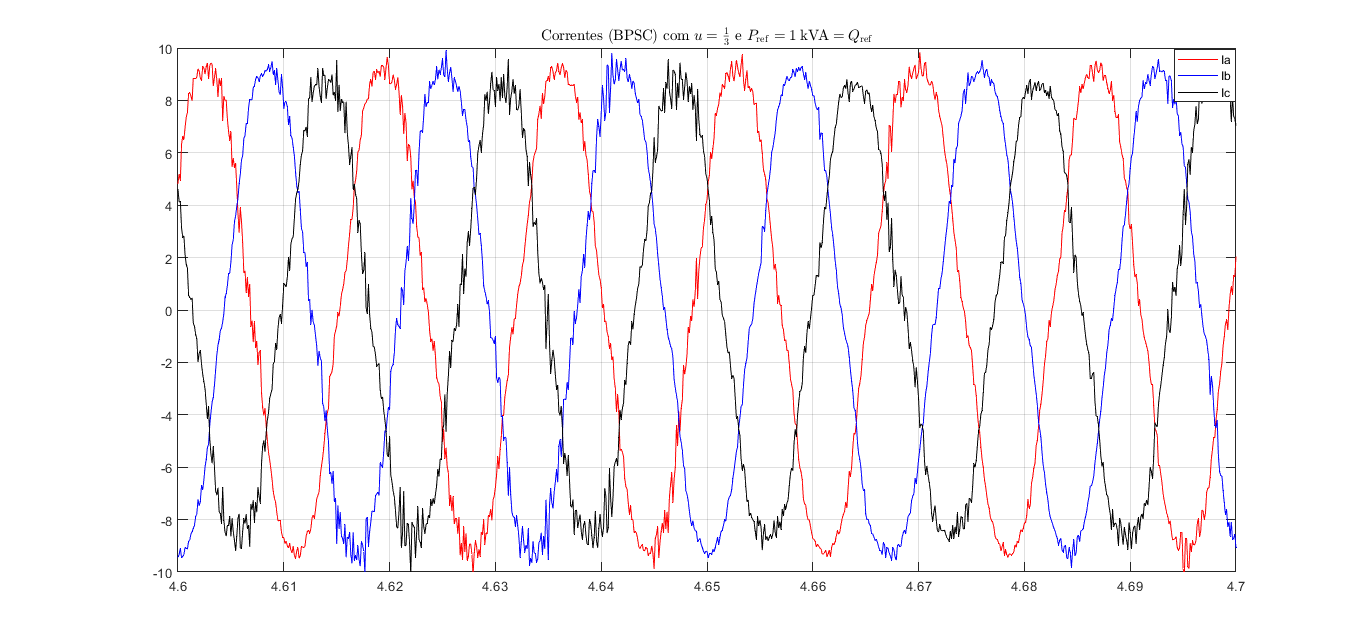 Correntes (BPSC) com u = 1/3 e P_ref = 1 kVA = Q_ref
Ia
Ib
Ic
10
8
6
4
2
0
-2
-4
-6
-8
-10
4.6 4.61 4.62 4.63 4.64 4.65 4.66 4.67 4.68 4.69 4.7